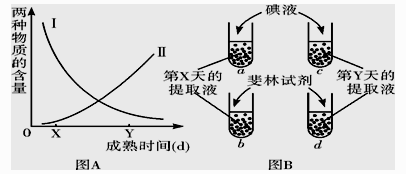 两种物质的含量
I
II
O X Y
成熟时间(d)
图A
碘液
a c
第X天的提取液
第Y天的提取液
斐林试剂
b d
图B